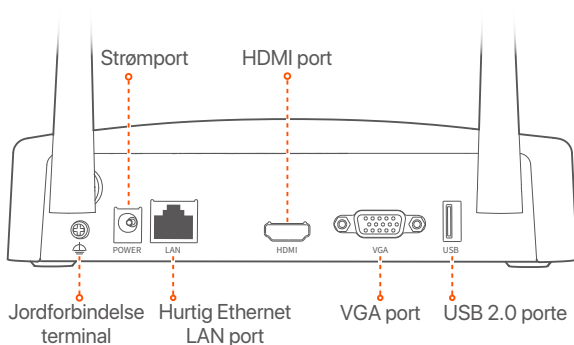 Strømport
HDMI port
POWER
LAN
HDMI
VGA
USB
Jordforbindelse
terminal
Hurtig Ethernet
LAN port
VGA port
USB 2.0 porte